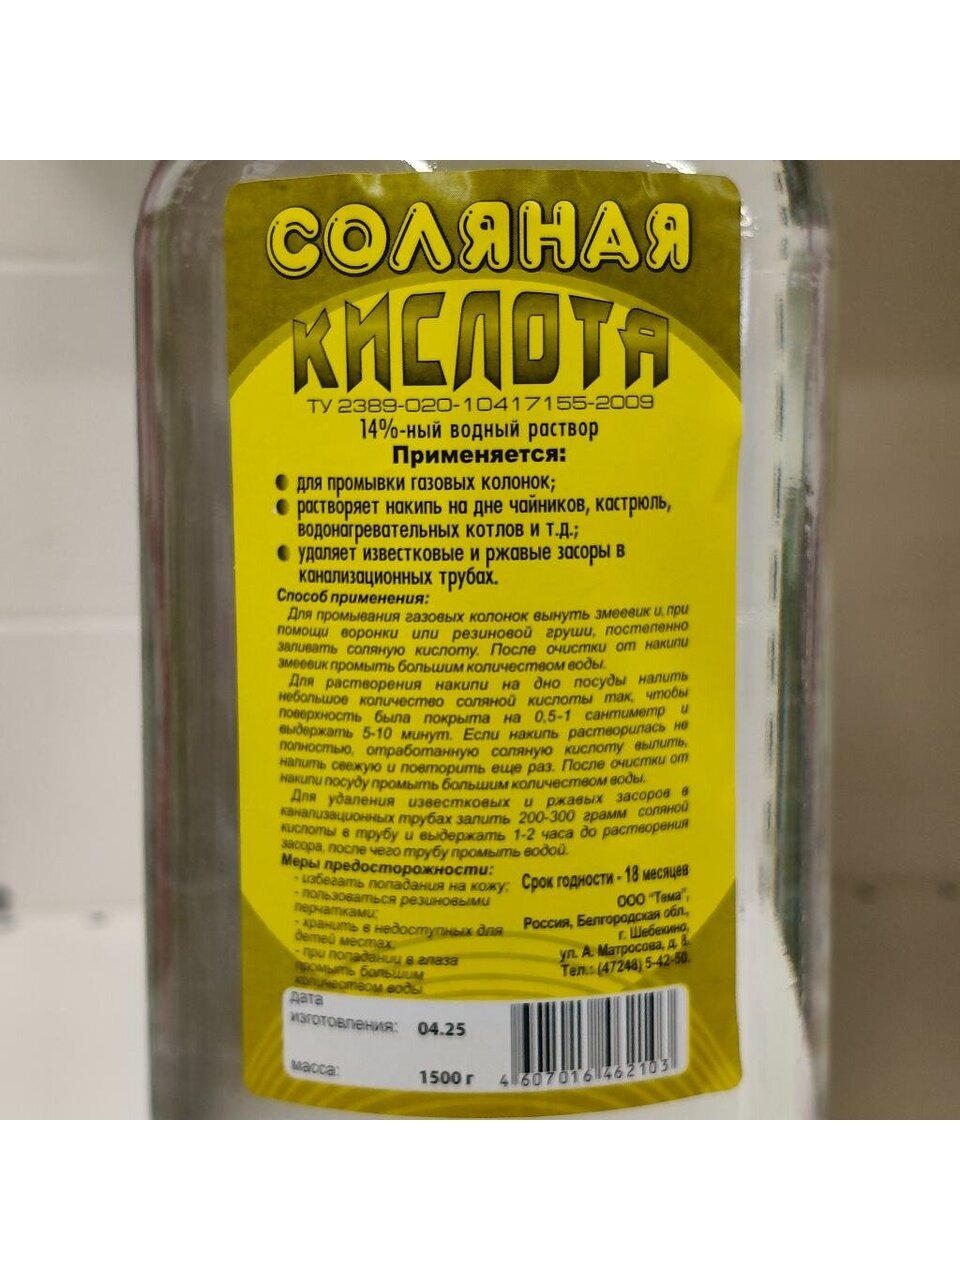 СОЛЯНАЯ
КИСЛОТА
ТУ 2389-020-10417155-2009
14%-ный водный раствор
Применяется:
для промывки газовых колонок;
растворяет накипь на дне чайников, кастрюль,
водонагревательных котлов и т.д.;
удаляет известковые и ржавые засоры в
канализационных трубах.
Способ применения:
Для промывания газовых колонок вынуть змеевик и, при
помощи воронки или резиновой груши, постепенно
заливать соляную кислоту. После очистки от накипи
змеевик промыть большим количеством воды.
Для растворения накипи на дно посуды налить
небольшое количество соляной кислоты так, чтобы
поверхность была покрыта на 0,5-1 сантиметр и
выдержать 5-10 минут. Если накипь растворилась не
полностью, отработанную соляную кислоту вылить,
налить свежую и повторить еще раз. После очистки от
накипи посуду промыть большим количеством воды.
Для удаления известковых и ржавых засоров в
канализационных трубах залить 200-300 грамм соляной
кислоты в трубу и выдержать 1-2 часа до растворения
засора, после чего трубу промыть водой.
Меры предосторожности:
- избегать попадания на кожу;
- пользоваться резиновыми
перчатками;
- хранить в недоступных для
детей местах;
- при попадании в глаза
промыть большим
количеством воды
Срок годности - 18 месяцев
ООО "Тема",
Россия, Белгородская обл.,
г. Шебекино,
ул. А. Матросова, д. 8.
Тел.: (47248) 5-42-50.
дата
изготовления: 04.25
масса: 1500 г
4 607016 462103